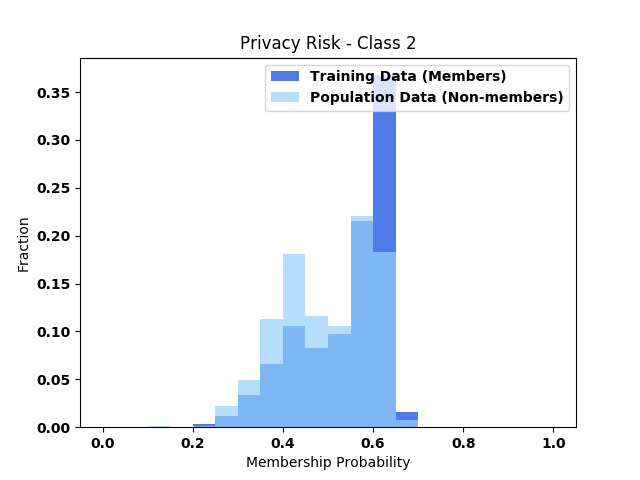 Privacy Risk - Class 2
Training Data (Members)
Population Data (Non-members)
0.35
0.30
0.25
0.20
0.15
0.10
0.05
0.00
Fraction
0.0 0.2 0.4 0.6 0.8 1.0
Membership Probability